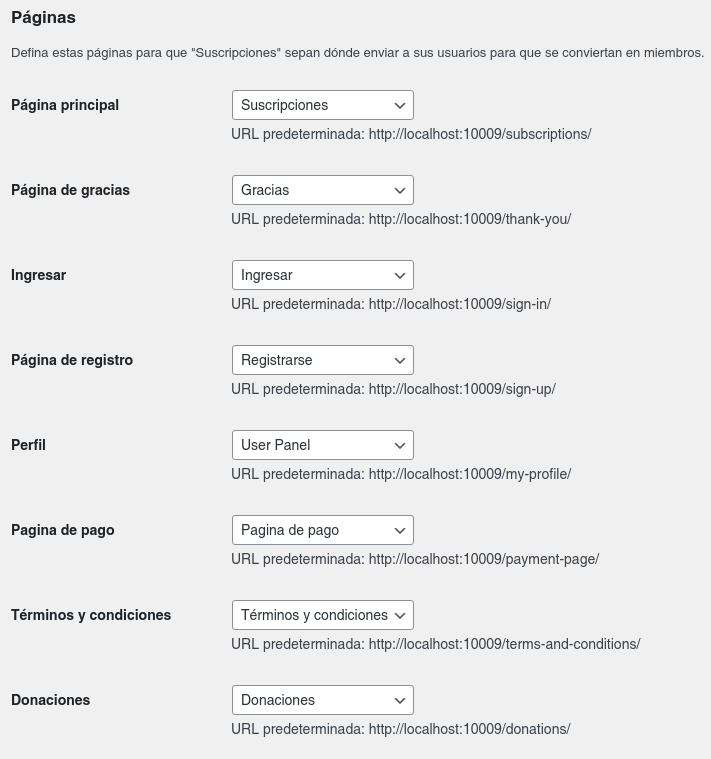 Páginas
Defina estas páginas para que "Suscripciones" sepan dónde enviar a sus usuarios para que se conviertan en miembros.
Página principal
Suscripciones
URL predeterminada: http://localhost:10009/subscriptions/
Página de gracias
Gracias
URL predeterminada: http://localhost:10009/thank-you/
Ingresar
Ingresar
URL predeterminada: http://localhost:10009/sign-in/
Página de registro
Registrarse
URL predeterminada: http://localhost:10009/sign-up/
Perfil
User Panel
URL predeterminada: http://localhost:10009/my-profile/
Pagina de pago
Pagina de pago
URL predeterminada: http://localhost:10009/payment-page/
Términos y condiciones
Términos y condiciones
URL predeterminada: http://localhost:10009/terms-and-conditions/
Donaciones
Donaciones
URL predeterminada: http://localhost:10009/donations/